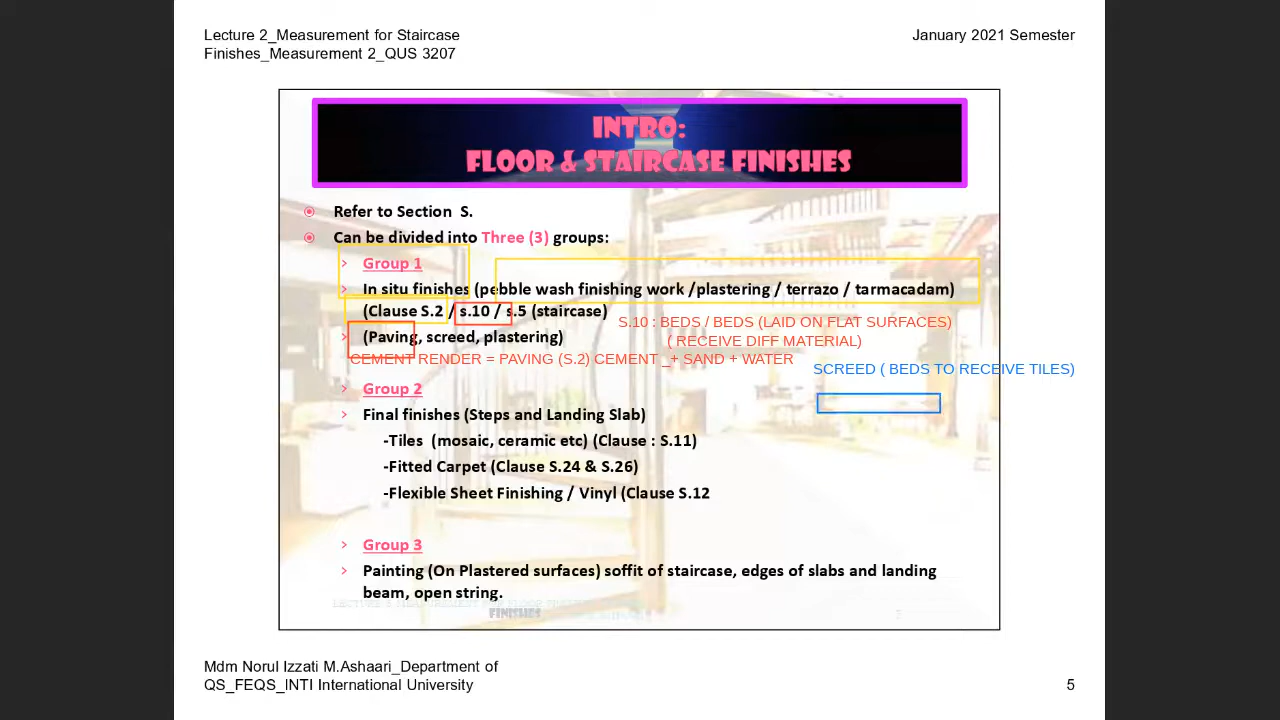 Lecture 2_Measurement for Staircase
Finishes_Measurement 2_QUS 3207
January 2021 Semester
INTRO:
FLOOR & STAIRCASE FINISHES
Refer to Section S.
Can be divided into Three (3) groups:
Group 1
In situ finishes (pebble wash finishing work /plastering / terrazo / tarmacadam)
(Clause S.2 / s.10 / s.5 (staircase)
S.10 : BEDS / BEDS (LAID ON FLAT SURFACES)
(Paving, screed, plastering)
( RECEIVE DIFF MATERIAL)
CEMENT RENDER = PAVING (S.2) CEMENT _+ SAND + WATER
SCREED ( BEDS TO RECEIVE TILES)
Group 2
Final finishes (Steps and Landing Slab)
-Tiles (mosaic, ceramic etc) (Clause : S.11)
-Fitted Carpet (Clause S.24 & S.26)
-Flexible Sheet Finishing / Vinyl (Clause S.12
Group 3
Painting (On Plastered surfaces) soffit of staircase, edges of slabs and landing
beam, open string.
FINISHES
Mdm Norul Izzati M.Ashaari_Department of
QS_FEQS_INTI International University
5